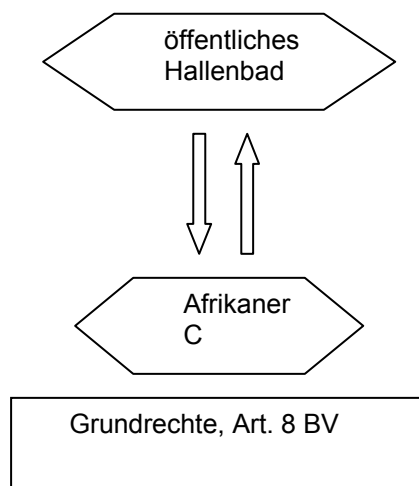 öffentliches
Hallenbad
Afrikaner
C
Grundrechte, Art. 8 BV